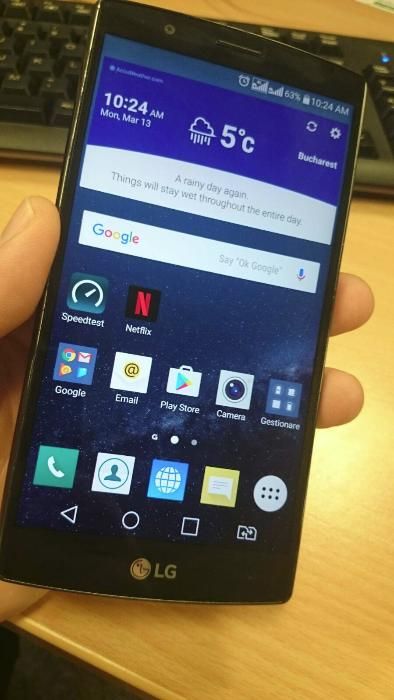 AccuWeather.com
63% 10:24 AM
10:24 AM
Mon, Mar 13
5°c
Bucharest
A rainy day again.
Things will stay wet throughout the entire day.
Google
Say "Ok Google"
Speedtest
N
Netflix
@
Google
Email
Play Store
Camera
Gestionare
G
LG